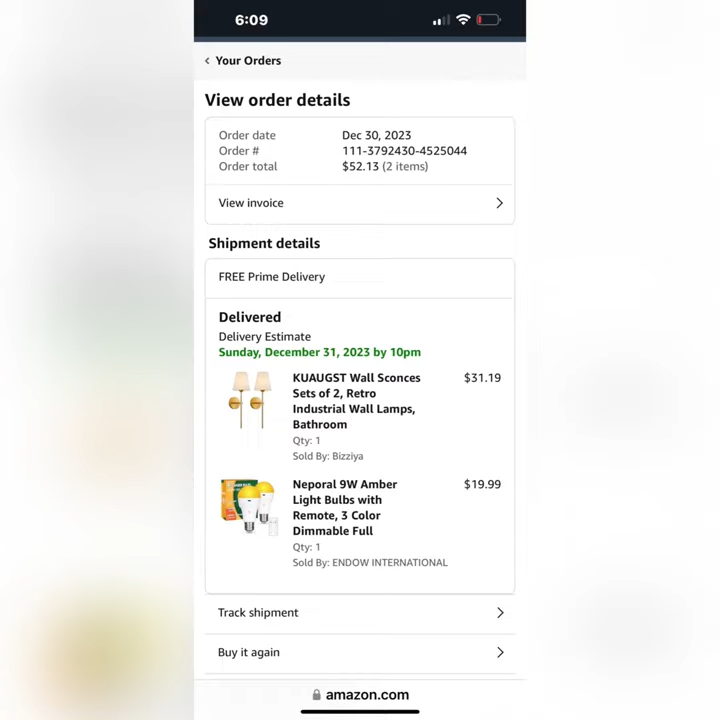 6:09
Your Orders
View order details
Order date Dec 30, 2023
Order # 111-3792430-4525044
Order total $52.13 (2 items)
View invoice
Shipment details
FREE Prime Delivery
Delivered
Delivery Estimate
Sunday, December 31, 2023 by 10pm
KUAUGST Wall Sconces $31.19
Sets of 2, Retro
Industrial Wall Lamps,
Bathroom
Qty: 1
Sold By: Bizziya
Neporal 9W Amber $19.99
Light Bulbs with
Remote, 3 Color
Dimmable Full
Qty: 1
Sold By: ENDOW INTERNATIONAL
Track shipment
Buy it again
amazon.com